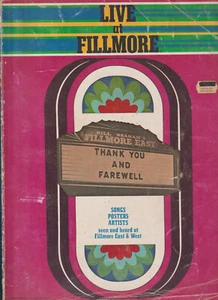 LIVE
at
FILLMORE
BILL GRAHAM'S
FILLMORE EAST
THANK YOU
AND
FAREWELL
SONGS
POSTERS
ARTISTS
seen and heard at
Fillmore East & West